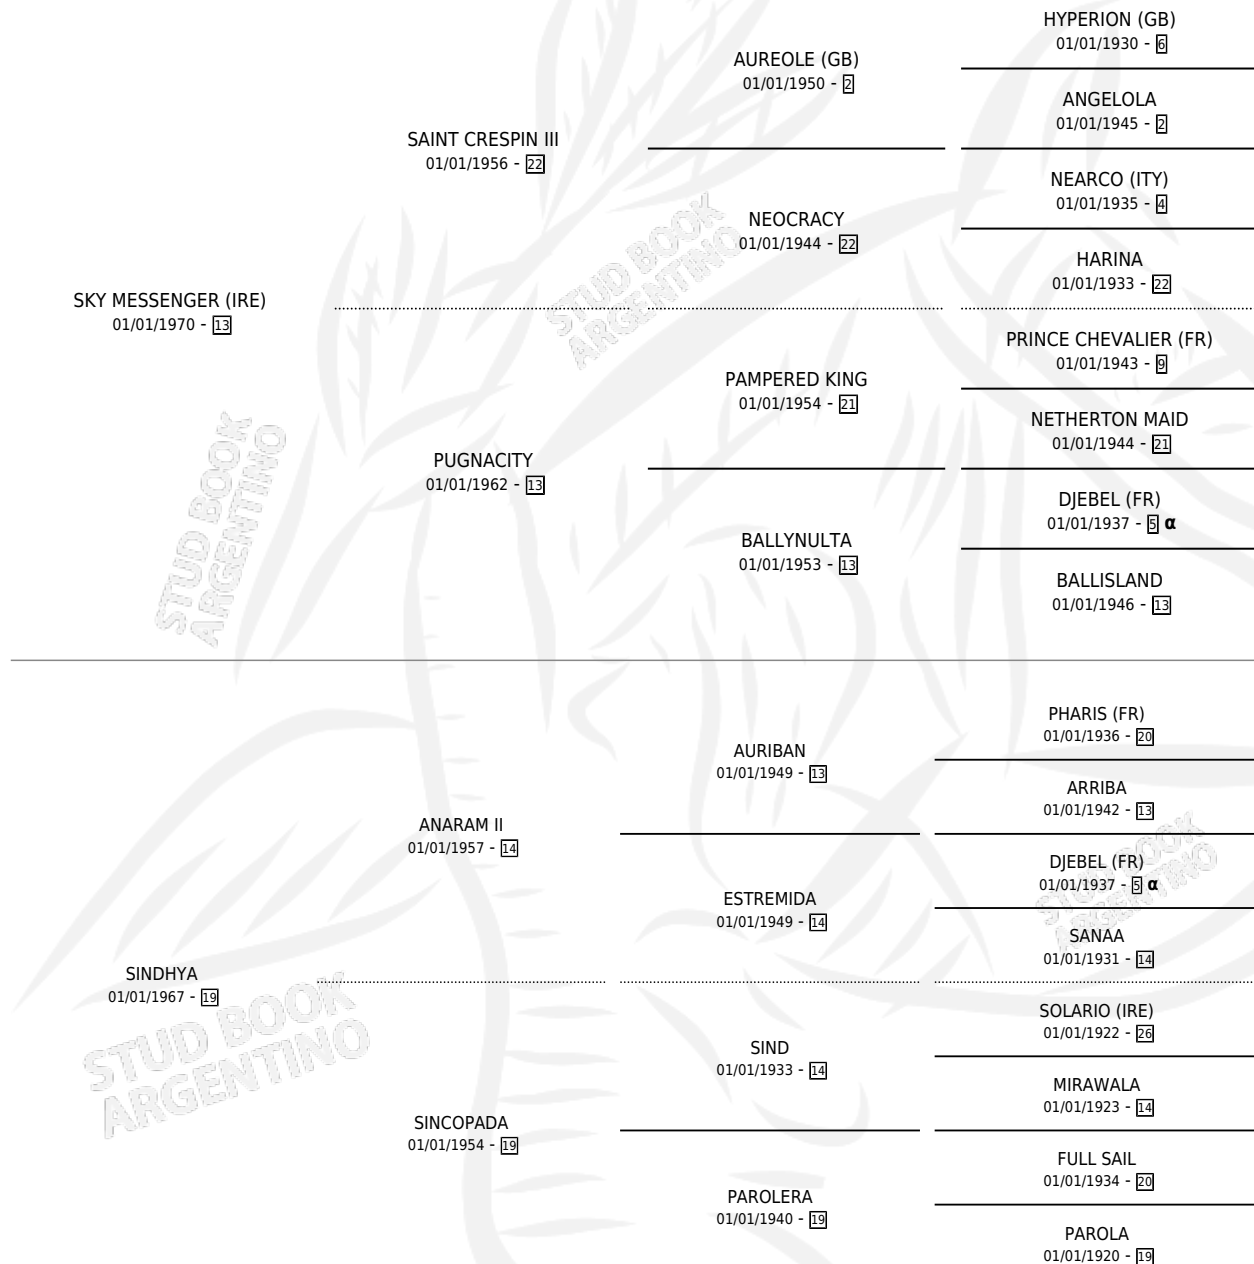 HYPERION (GB)
01/01/1930 - 6
AUREOLE (GB)
01/01/1950 - 2
ANGELOLA
01/01/1945 - 2
SAINT CRESPIN III
01/01/1956 - 22
NEARCO (ITY)
01/01/1935 - 4
NEOCRACY
01/01/1944 - 22
HARINA
01/01/1933 - 22
SKY MESSENGER (IRE)
01/01/1970 - 13
PRINCE CHEVALIER (FR)
01/01/1943 - 9
PAMPERED KING
01/01/1954 - 21
NETHERTON MAID
01/01/1944 - 21
PUGNACITY
01/01/1962 - 13
DJEBEL (FR)
01/01/1937 - 5 α
BALLYNULTA
01/01/1953 - 13
BALLISLAND
01/01/1946 - 13
PHARIS (FR)
01/01/1936 - 20
AURIBAN
01/01/1949 - 13
ARRIBA
01/01/1942 - 13
ANARAM II
01/01/1957 - 14
DJEBEL (FR)
01/01/1937 - 5 α
ESTREMIDA
01/01/1949 - 14
SANAA
01/01/1931 - 14
SINDHYA
01/01/1967 - 19
SOLARIO (IRE)
01/01/1922 - 26
SIND
01/01/1933 - 14
MIRAWALA
01/01/1923 - 14
SINCOPADA
01/01/1954 - 19
FULL SAIL
01/01/1934 - 20
PAROLERA
01/01/1940 - 19
PAROLA
01/01/1920 - 19
STUD BOOK
ARGENTINO
STUD BOOK
ARGENTINO
STUD BOOK
ARGENTINO
STUD BOOK
ARGENTINO